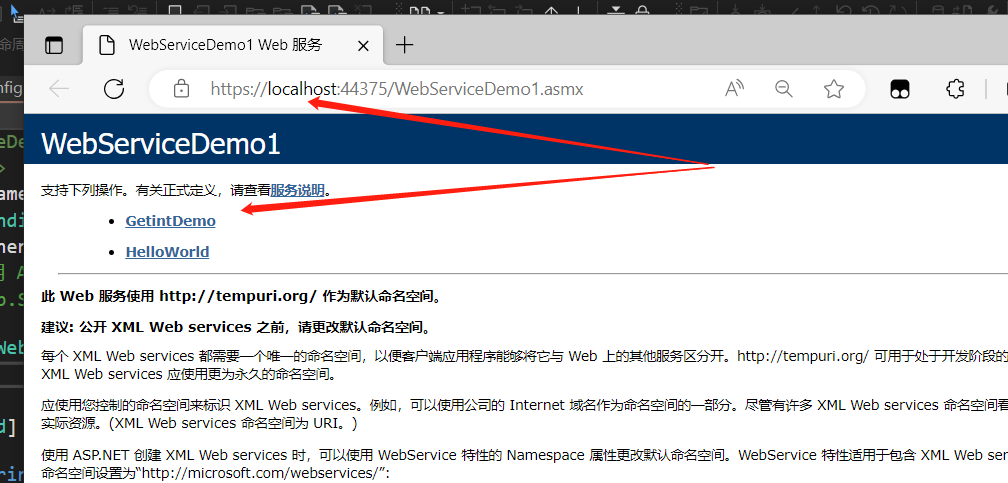 WebServiceDemo1 Web 服务
https://localhost:44375/WebServiceDemo1.asmx
WebServiceDemo1
支持下列操作。有关正式定义，请查看服务说明。
GetintDemo
HelloWorld
此 Web 服务使用 http://tempuri.org/ 作为默认命名空间。
建议: 公开 XML Web services 之前，请更改默认命名空间。
每个 XML Web services 都需要一个唯一的命名空间，以便客户端应用程序能够将它与 Web 上的其他服务区分开。http://tempuri.org/ 可用于处于开发阶段的
XML Web services 应使用更为永久的命名空间。
应使用您控制的命名空间来标识 XML Web services。例如，可以使用公司的 Internet 域名作为命名空间的一部分。尽管有许多 XML Web services 命名空间看
实际资源。(XML Web services 命名空间为 URI。)
使用 ASP.NET 创建 XML Web services 时，可以使用 WebService 特性的 Namespace 属性更改默认命名空间。WebService 特性适用于包含 XML Web ser
命名空间设置为“http://microsoft.com/webservices/”: